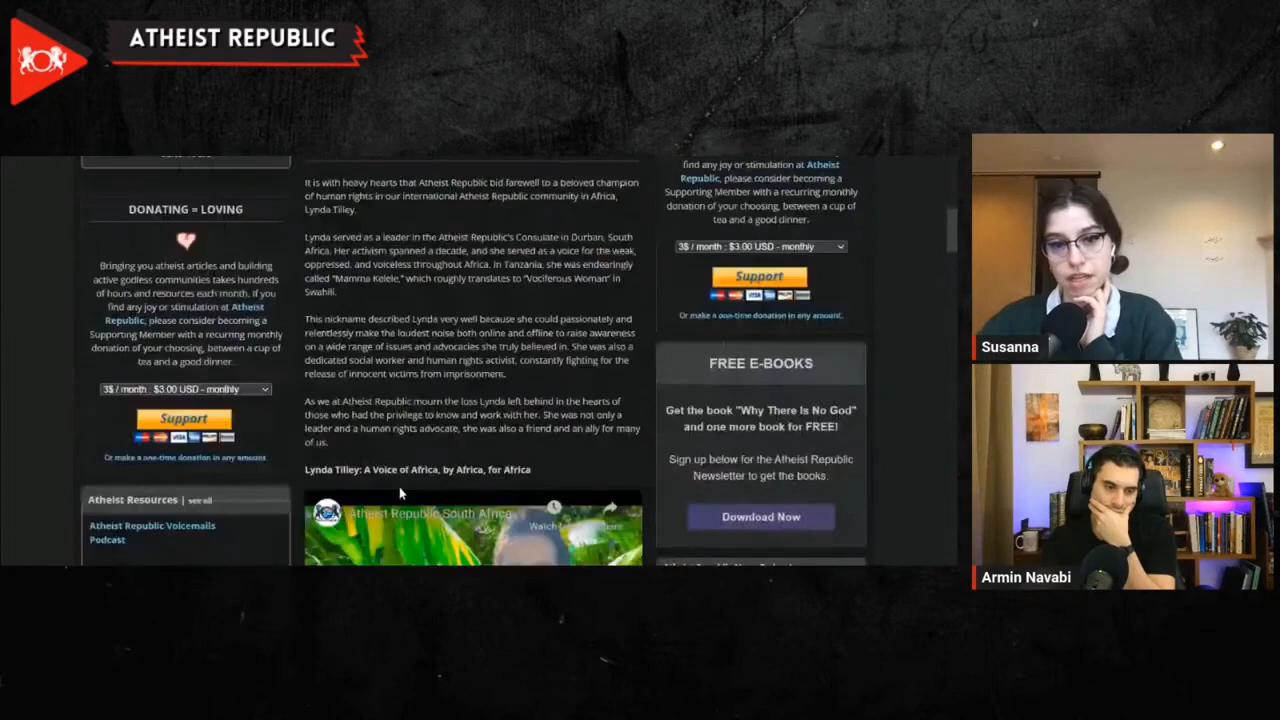 ATHEIST REPUBLIC
DONATING = LOVING
Bringing you atheist articles and building
active godless communities takes hundreds
of hours and resources each month. If you
find any joy or stimulation at Atheist
Republic, please consider becoming a
Supporting Member with a recurring monthly
donation of your choosing, between a cup of
tea and a good dinner.
3$ / month : $3.00 USD - monthly
Support
Or make a one-time donation in any amount.
Atheist Resources | see all
Atheist Republic Voicemails
Podcast
It is with heavy hearts that Atheist Republic bid farewell to a beloved champion
of human rights in our international Atheist Republic community in Africa,
Lynda Tilley.
Lynda served as a leader in the Atheist Republic's Consulate in Durban, South
Africa. Her activism spanned a decade, and she served as a voice for the weak,
oppressed, and voiceless throughout Africa. In Tanzania, she was endearingly
called "Mamma Kelele," which roughly translates to "Vociferous Woman" in
Swahili.
This nickname described Lynda very well because she could passionately and
relentlessly make the loudest noise both online and offline to raise awareness
on a wide range of issues and advocacies she truly believed in. She was also a
dedicated social worker and human rights activist, constantly fighting for the
release of innocent victims from imprisonment.
As we at Atheist Republic mourn the loss Lynda left behind in the hearts of
those who had the privilege to know and work with her. She was not only a
leader and a human rights advocate, she was also a friend and an ally for many
of us.
Lynda Tilley: A Voice of Africa, by Africa, for Africa
Atheist Republic South Africa
find any joy or stimulation at Atheist
Republic, please consider becoming a
Supporting Member with a recurring monthly
donation of your choosing, between a cup of
tea and a good dinner.
3$ / month : $3.00 USD - monthly
Support
Or make a one-time donation in any amount.
FREE E-BOOKS
Get the book "Why There Is No God"
and one more book for FREE!
Sign up below for the Atheist Republic
Newsletter to get the books.
Download Now
Susanna
Armin Navabi